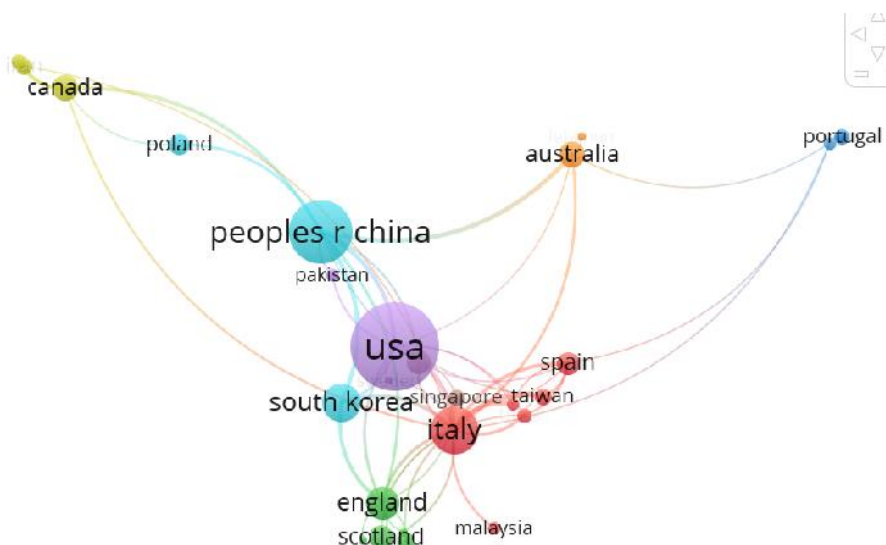 canada
poland
portugal
australia
peoples r china
pakistan
usa
spain
singapore
taiwan
south korea
italy
england
malaysia
scotland